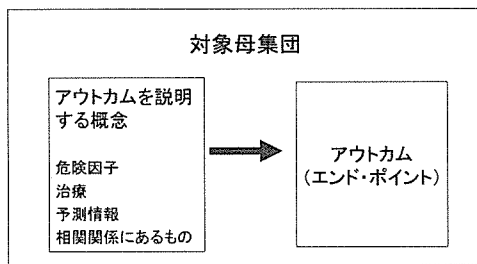 対象母集団
アウトカムを説明
する概念
危険因子
治療
予測情報
相関関係にあるもの
アウトカム
(エンド・ポイント)